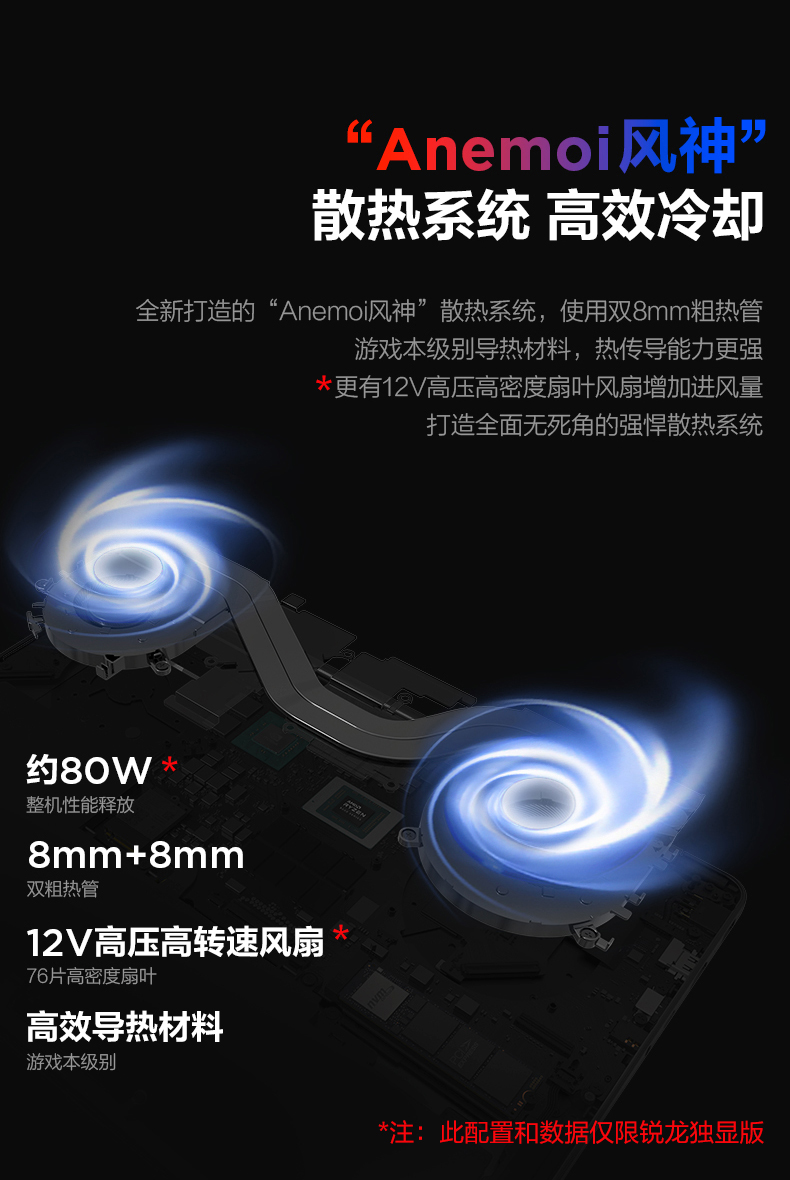 “Anemoi风神”
散热系统 高效冷却
全新打造的“Anemoi风神”散热系统，使用双8mm粗热管
游戏本级别导热材料，热传导能力更强
*更有12V高压高密度扇叶风扇增加进风量
打造全面无死角的强悍散热系统
约80W*
整机性能释放
AMD
RYZEN
8mm+8mm
双粗热管
12V高压高转速风扇*
76片高密度扇叶
高效导热材料
游戏本级别
*注：此配置和数据仅限锐龙独显版